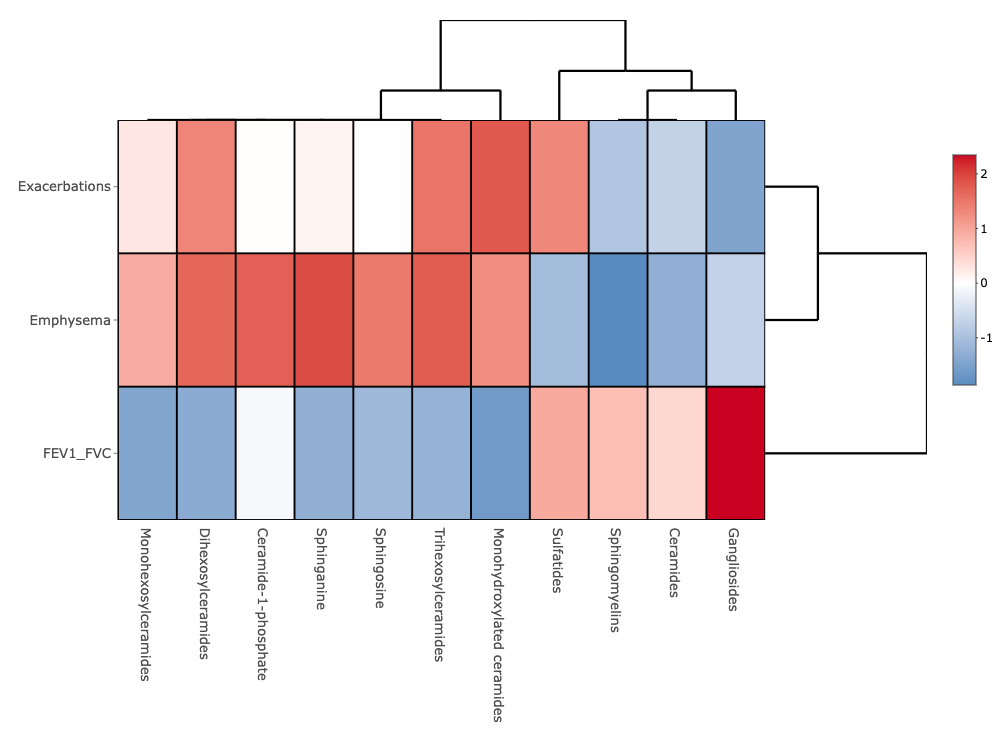 Exacerbations
Emphysema
FEV1_FVC
Monohexosylceramides
Dihexosylceramides
Ceramide-1-phosphate
Sphinganine
Sphingosine
Trihexosylceramides
Monohydroxylated ceramides
Sulfatides
Sphingomyelins
Ceramides
Gangliosides
2
1
0
-1